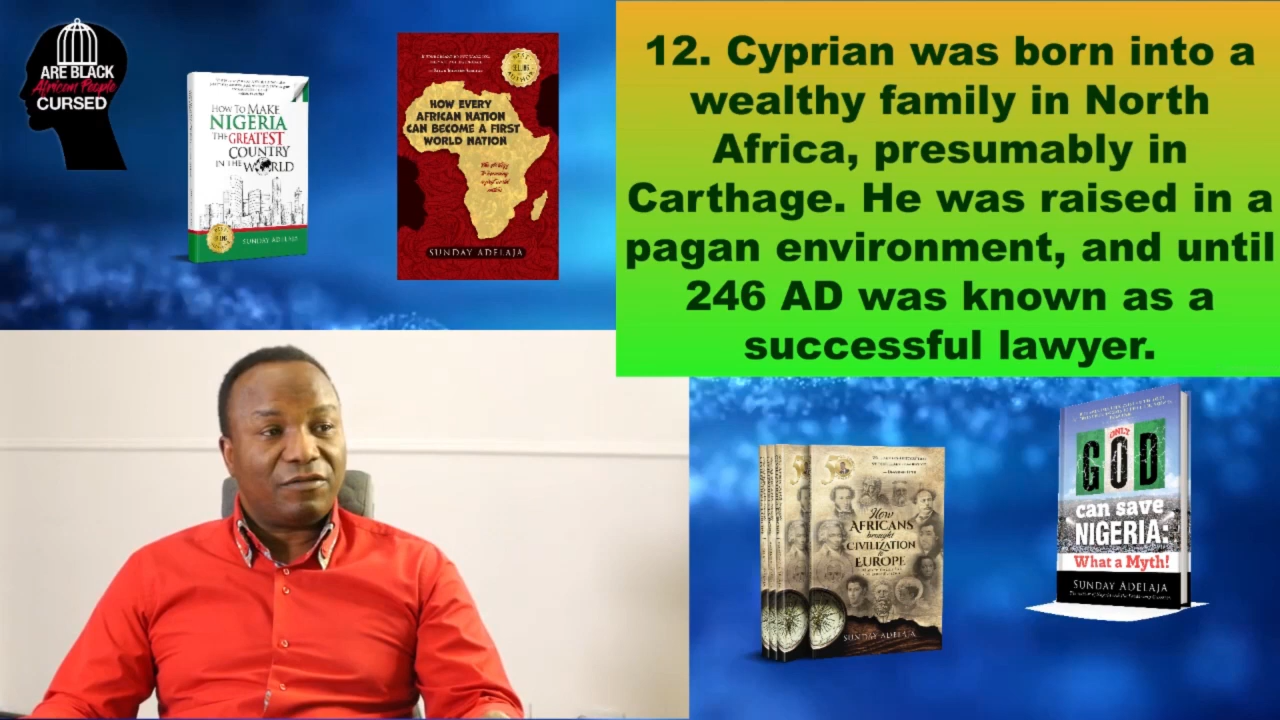 ARE BLACK
African People
CURSED
HOW TO MAKE
NIGERIA
THE GREATEST
COUNTRY
IN THE WORLD
SUNDAY ADELAJA
HOW EVERY
AFRICAN NATION
CAN BECOME A FIRST
WORLD NATION
SUNDAY ADELAJA
12. Cyprian was born into a
wealthy family in North
Africa, presumably in
Carthage. He was raised in a
pagan environment, and until
246 AD was known as a
successful lawyer.
How
AFRICANS
brought
CIVILIZATION
to
EUROPE
SUNDAY ADELAJA
ONLY
GOD
can save
NIGERIA:
What a Myth!
SUNDAY ADELAJA